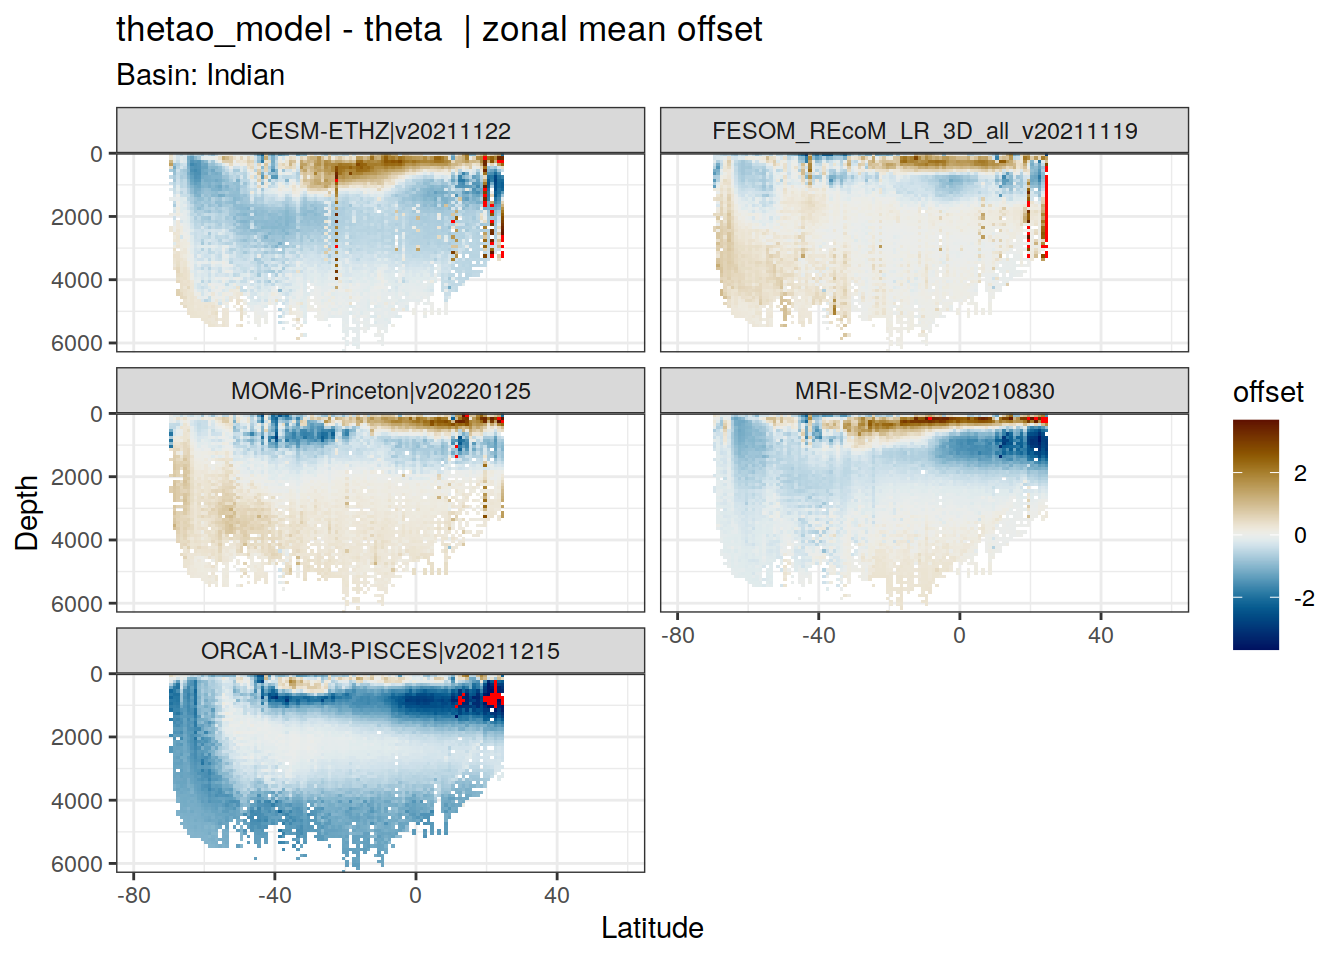 thetao_model - theta  | zonal mean offset
Basin: Indian
CESM-ETHZ|v20211122
FESOM_REcoM_LR_3D_all_v20211119
0
2000
4000
6000
MOM6-Princeton|v20220125
MRI-ESM2-0|v20210830
0
2000
4000
6000
-80
-40
0
40
ORCA1-LIM3-PISCES|v20211215
0
2000
4000
6000
-80
-40
0
40
Depth
Latitude
offset
2
0
-2